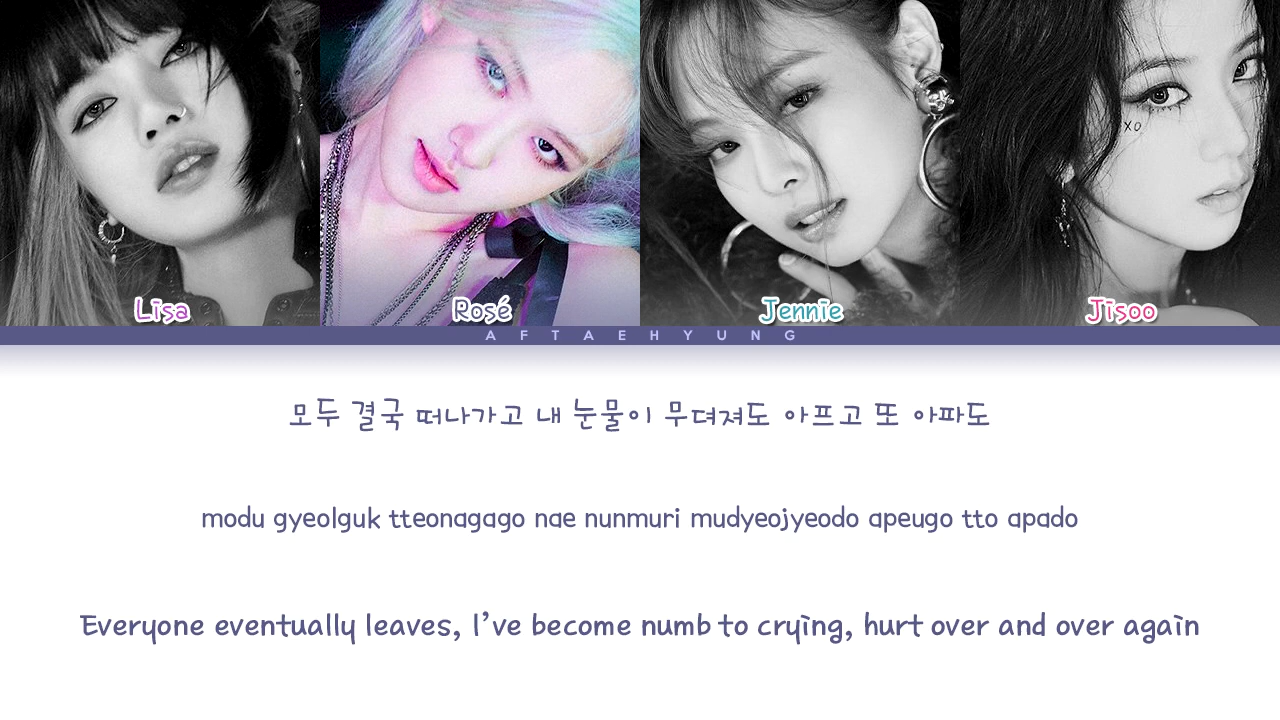 XO
Lisa
Rosé
Jennie
Jisoo
AFTAEHYUNG
모두 결국 떠나가고 내 눈물이 무뎌져도 아프고 또 아파도
modu gyeolguk tteonagago nae nunmuri mudyeojyeodo apeugo tto apado
Everyone eventually leaves, I’ve become numb to crying, hurt over and over again